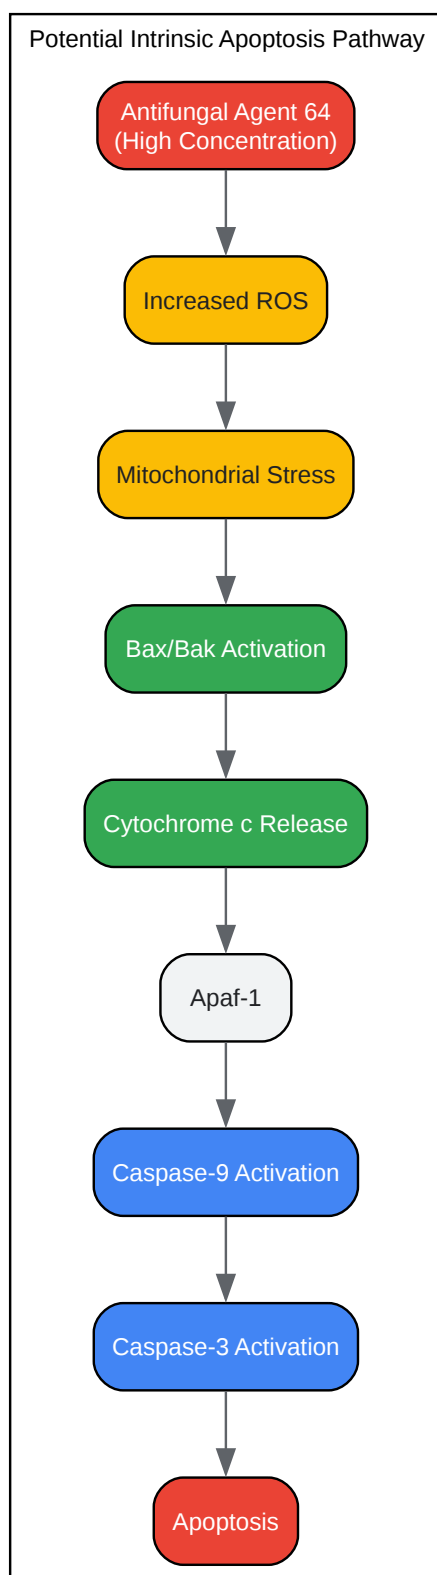 Potential Intrinsic Apoptosis Pathway
Antifungal Agent 64
(High Concentration)
Increased ROS
Mitochondrial Stress
Bax/Bak Activation
Cytochrome c Release
Apaf-1
Caspase-9 Activation
Caspase-3 Activation
Apoptosis